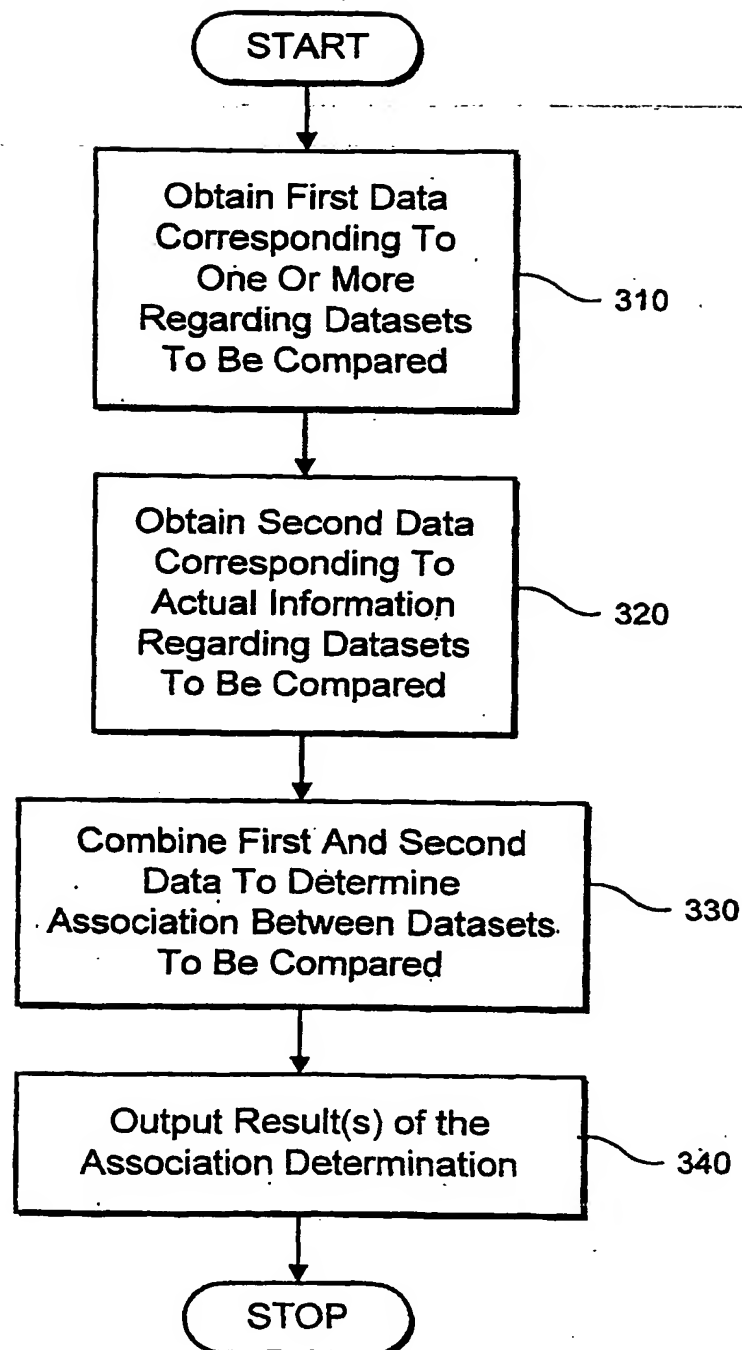 START
Obtain First Data
Corresponding To
One Or More
Regarding Datasets
To Be Compared
310
Obtain Second Data
Corresponding To
Actual Information
Regarding Datasets
To Be Compared
320
Combine First And Second
Data To Determine
Association Between Datasets
To Be Compared
330
Output Result(s) of the
Association Determination
340
STOP